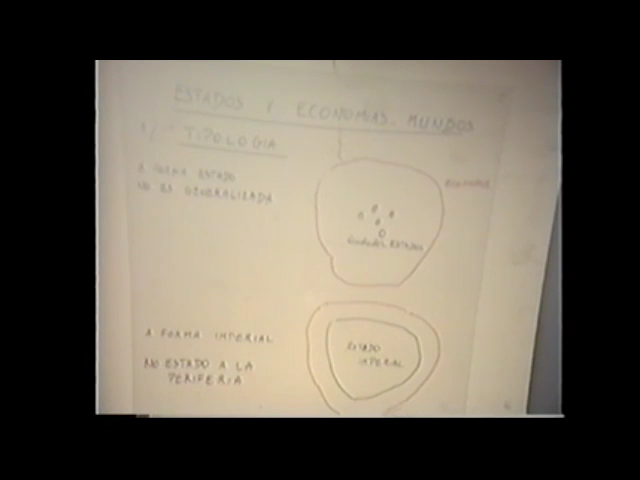 ESTADOS Y ECONOMIAS-MUNDOS
1/ TIPOLOGIA
A FORMA ESTADO
NO ES GENERALIZADA
ESTADOS
A FORMA IMPERIAL
NO ESTADO A LA
PERIFERIA
ESTADO
IMPERIAL